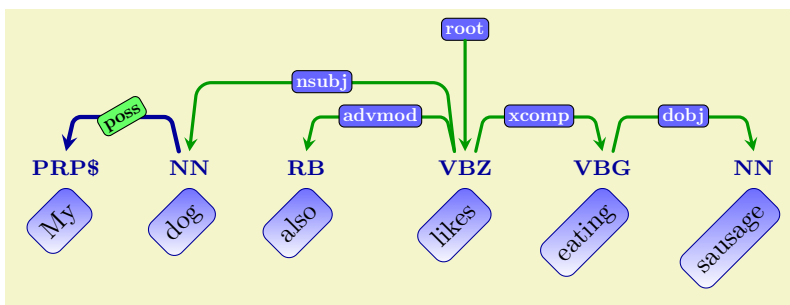 root
nsubj
poss advmod xcomp dobj
PRP$ NN RB VBZ VBG NN
My dog also likes eating sausage